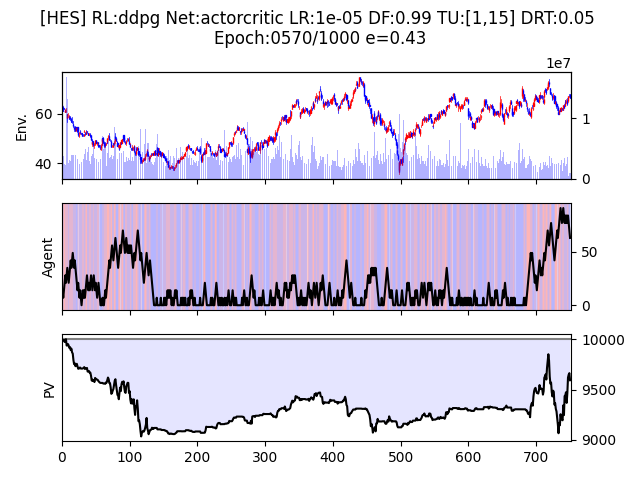 [HES] RL:ddpg Net:actorcritic LR:1e-05 DF:0.99 TU:[1,15] DRT:0.05
Epoch:0570/1000 e=0.43
1e7
Env.
60
40
1
0
Agent
50
0
PV
10000
9500
9000
0 100 200 300 400 500 600 700